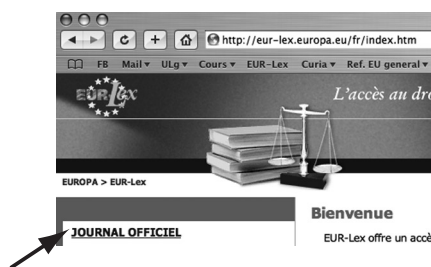 http://eur-lex.europa.eu/fr/index.htm
FB Mail ULg Cours EUR-Lex Curia Ref. EU general
EUR Lex
L'accès au dro
EUROPA > EUR-Lex
Bienvenue
JOURNAL OFFICIEL
EUR-Lex offre un accè